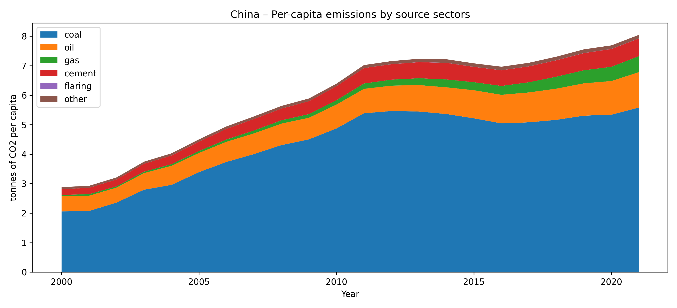 China - Per capita emissions by source sectors
coal
oil
gas
cement
flaring
other
tonnes of CO2 per capita
8
7
6
5
4
3
2
1
0
2000
2005
2010
2015
2020
Year